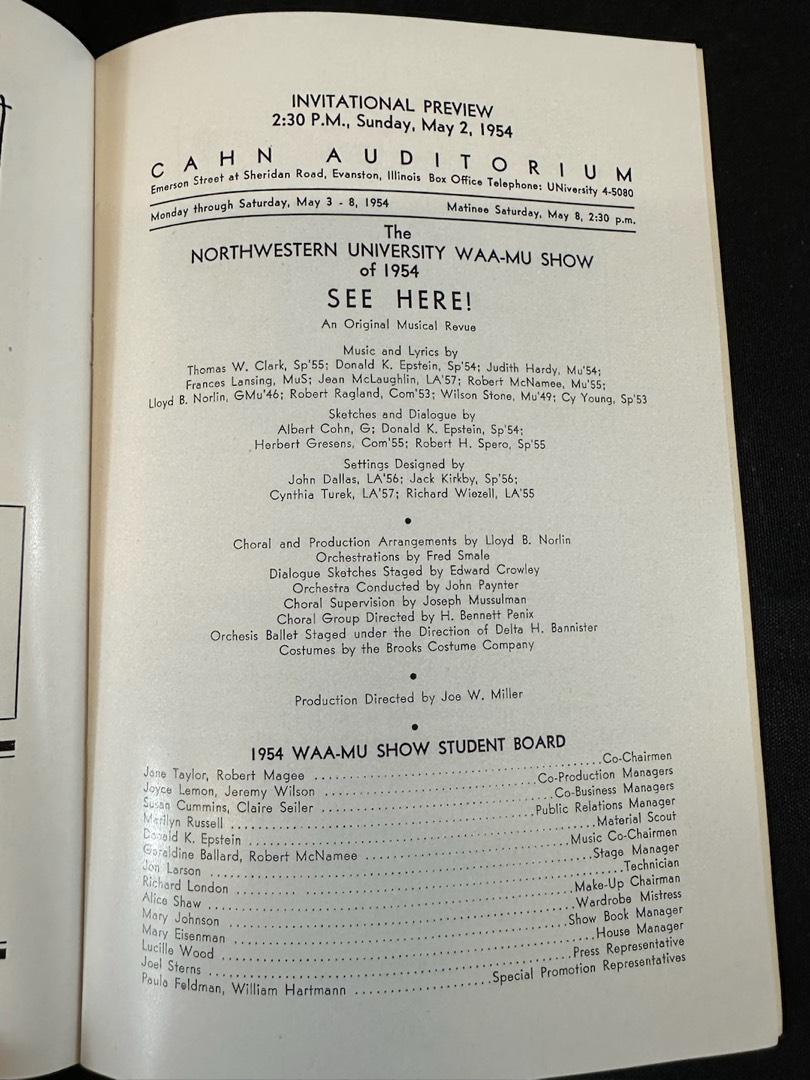 INVITATIONAL PREVIEW
2:30 P.M., Sunday, May 2, 1954
CAHN AUDITORIUM
Emerson Street at Sheridan Road, Evanston, Illinois Box Office Telephone: UNiversity 4-5080
Monday through Saturday, May 3 - 8, 1954 Matinee Saturday, May 8, 2:30 p.m.
The
NORTHWESTERN UNIVERSITY WAA-MU SHOW
of 1954
SEE HERE!
An Original Musical Revue
Music and Lyrics by
Thomas W. Clark, Sp'55; Donald K. Epstein, Sp'54; Judith Hardy, Mu'54;
Frances Lansing, MuS; Jean McLaughlin, LA'57; Robert McNamee, Mu'55;
Lloyd B. Norlin, GMu'46; Robert Ragland, Com'53; Wilson Stone, Mu'49; Cy Young, Sp'53
Sketches and Dialogue by
Albert Cohn, G; Donald K. Epstein, Sp'54;
Herbert Gresens, Com'55; Robert H. Spero, Sp'55
Settings Designed by
John Dallas, LA'56; Jack Kirkby, Sp'56;
Cynthia Turek, LA'57; Richard Wiezell, LA'55
•
Choral and Production Arrangements by Lloyd B. Norlin
Orchestrations by Fred Smale
Dialogue Sketches Staged by Edward Crowley
Orchestra Conducted by John Paynter
Choral Supervision by Joseph Mussulman
Choral Group Directed by H. Bennett Penix
Orchesis Ballet Staged under the Direction of Delta H. Bannister
Costumes by the Brooks Costume Company
•
Production Directed by Joe W. Miller
•
1954 WAA-MU SHOW STUDENT BOARD
Jane Taylor, Robert Magee ........ Co-Chairmen
Joyce Lemon, Jeremy Wilson ........ Co-Production Managers
Susan Cummins, Claire Seiler ........ Co-Business Managers
Marilyn Russell ........ Public Relations Manager
Donald K. Epstein ........ Material Scout
Geraldine Ballard, Robert McNamee ........ Music Co-Chairmen
Jon Larson ........ Stage Manager
Richard London ........ Technician
Alice Shaw ........ Make-Up Chairman
Mary Johnson ........ Wardrobe Mistress
Mary Eisenman ........ Show Book Manager
Lucille Wood ........ House Manager
Joel Sterns ........ Press Representative
Paula Feldman, William Hartmann ........ Special Promotion Representatives